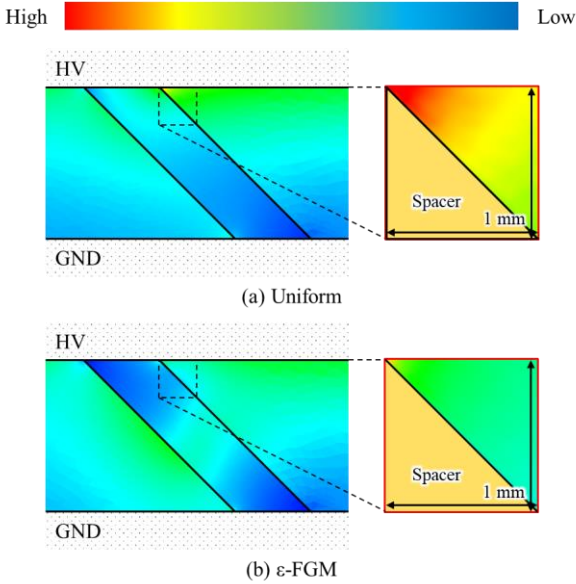 High Low
HV
Spacer
1 mm
GND
(a) Uniform
HV
Spacer
1 mm
GND
(b) ε-FGM